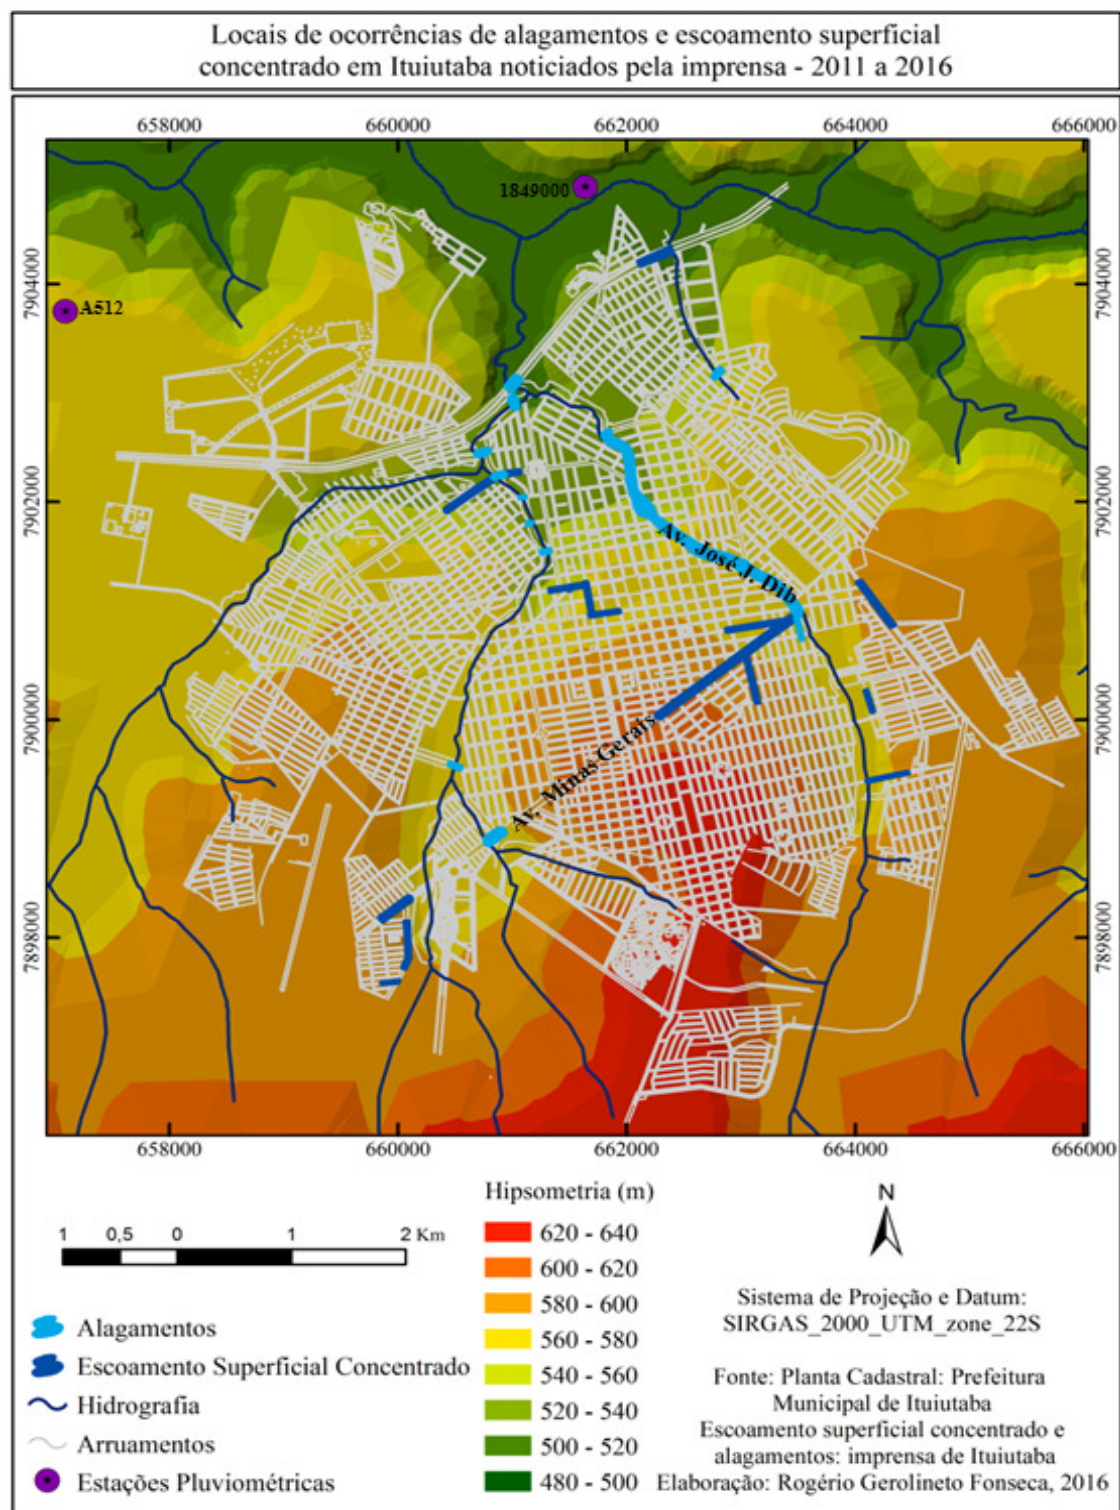 Locais de ocorrências de alagamentos e escoamento superficial
concentrado em Ituiutaba noticiados pela imprensa - 2011 a 2016
658000
660000
662000
664000
666000
1849000
A512
7904000
7904000
7902000
7902000
Av. José J. Dib
7900000
7900000
Av. Minas Gerais
7898000
7898000
658000
660000
662000
664000
666000
1
0,5
0
1
2 Km
Alagamentos
Escoamento Superficial Concentrado
Hidrografia
Arruamentos
Estações Pluviométricas
Hipsometria (m)
620 - 640
600 - 620
580 - 600
560 - 580
540 - 560
520 - 540
500 - 520
480 - 500
N
Sistema de Projeção e Datum:
SIRGAS_2000_UTM_zone_22S
Fonte: Planta Cadastral: Prefeitura
Municipal de Ituiutaba
Escoamento superficial concentrado e
alagamentos: imprensa de Ituiutaba
Elaboração: Rogério Gerolineto Fonseca, 2016